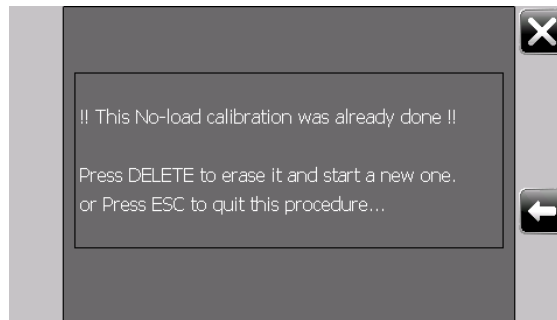 !! This No-load calibration was already done !!
Press DELETE to erase it and start a new one.
or Press ESC to quit this procedure...